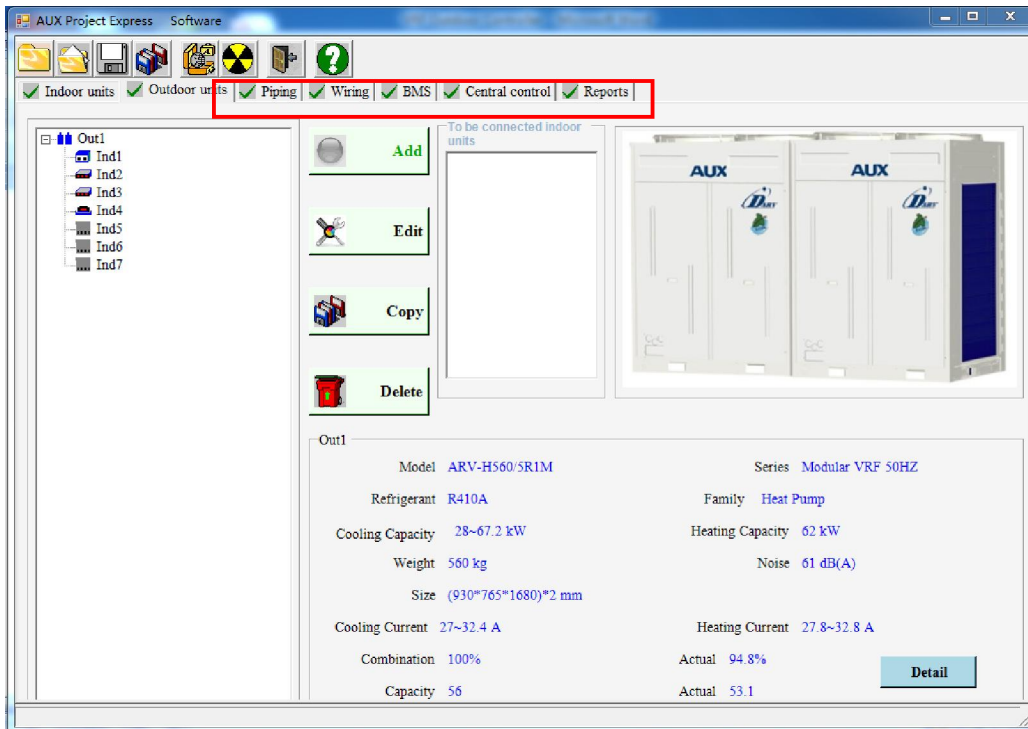 AUX Project Express Software
Indoor units Outdoor units Piping Wiring BMS Central control Reports
Out1
Ind1
Ind2
Ind3
Ind4
Ind5
Ind6
Ind7
Add
Edit
Copy
Delete
To be connected indoor
units
AUX AUX
Out1
Model ARV-H560/5R1M Series Modular VRF 50HZ
Refrigerant R410A Family Heat Pump
Cooling Capacity 28~67.2 kW Heating Capacity 62 kW
Weight 560 kg Noise 61 dB(A)
Size (930*765*1680)*2 mm
Cooling Current 27~32.4 A Heating Current 27.8~32.8 A
Combination 100% Actual 94.8%
Capacity 56 Actual 53.1
Detail